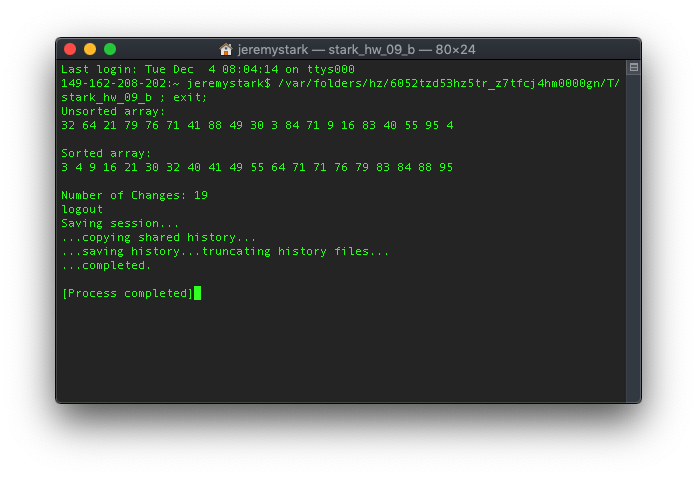 jeremystark — stark_hw_09_b — 80×24
Last login: Tue Dec  4 08:04:14 on ttys000
149-162-208-202:~ jeremystark$ /var/folders/hz/6052tzd53hz5tr_z7tfcj4hm0000gn/T/
stark_hw_09_b ; exit;
Unsorted array:
32 64 21 79 76 71 41 88 49 30 3 84 71 9 16 83 40 55 95 4
Sorted array:
3 4 9 16 21 30 32 40 41 49 55 64 71 71 76 79 83 84 88 95
Number of Changes: 19
logout
Saving session...
...copying shared history...
...saving history...truncating history files...
...completed.
[Process completed]